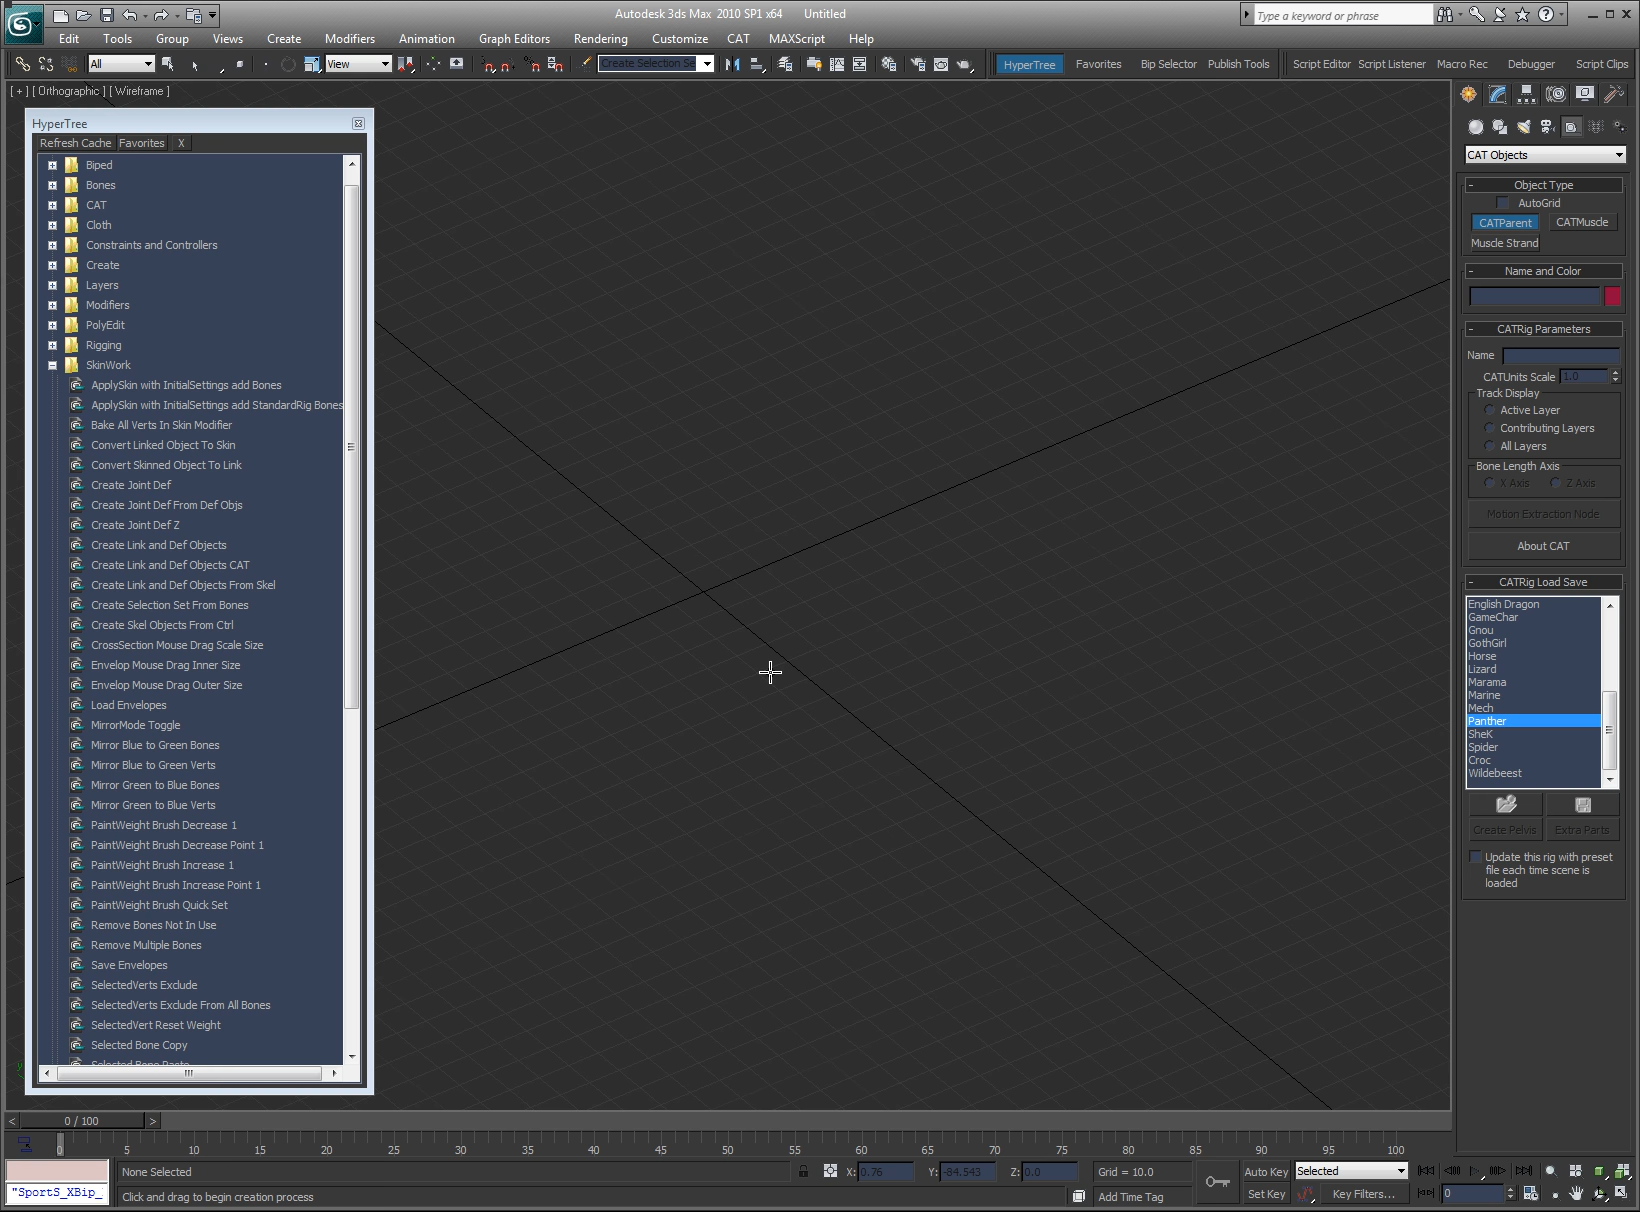 Autodesk 3ds Max 2010 SP1 x64 Untitled
Type a keyword or phrase
Edit Tools Group Views Create Modifiers Animation Graph Editors Rendering Customize CAT MAXScript Help
All View Create Selection Se HyperTree Favorites Bip Selector Publish Tools Script Editor Script Listener Macro Rec Debugger Script Clips
[ + ] [ Orthographic ] [ Wireframe ]
HyperTree
Refresh Cache Favorites X
Biped
Bones
CAT
Cloth
Constraints and Controllers
Create
Layers
Modifiers
PolyEdit
Rigging
SkinWork
ApplySkin with InitialSettings add Bones
ApplySkin with InitialSettings add StandardRig Bones
Bake All Verts In Skin Modifier
Convert Linked Object To Skin
Convert Skinned Object To Link
Create Joint Def
Create Joint Def From Def Objs
Create Joint Def Z
Create Link and Def Objects
Create Link and Def Objects CAT
Create Link and Def Objects From Skel
Create Selection Set From Bones
Create Skel Objects From Ctrl
CrossSection Mouse Drag Scale Size
Envelop Mouse Drag Inner Size
Envelop Mouse Drag Outer Size
Load Envelopes
MirrorMode Toggle
Mirror Blue to Green Bones
Mirror Blue to Green Verts
Mirror Green to Blue Bones
Mirror Green to Blue Verts
PaintWeight Brush Decrease 1
PaintWeight Brush Decrease Point 1
PaintWeight Brush Increase 1
PaintWeight Brush Increase Point 1
PaintWeight Brush Quick Set
Remove Bones Not In Use
Remove Multiple Bones
Save Envelopes
SelectedVerts Exclude
SelectedVerts Exclude From All Bones
SelectedVert Reset Weight
Selected Bone Copy
Selected Bone Paste
CAT Objects
- Object Type
AutoGrid
CATParent CATMuscle
Muscle Strand
- Name and Color
- CATRig Parameters
Name
CATUnits Scale 1.0
Track Display
Active Layer
Contributing Layers
All Layers
Bone Length Axis
X Axis Z Axis
Motion Extraction Node
About CAT
- CATRig Load Save
English Dragon
GameChar
Gnou
GothGirl
Horse
Lizard
Marama
Marine
Mech
Panther
SheK
Spider
Croc
Wildebeest
Create Pelvis Extra Parts
Update this rig with preset
file each time scene is
loaded
< 0 / 100 >
0 5 10 15 20 25 30 35 40 45 50 55 60 65 70 75 80 85 90 95 100
None Selected X: 0.76 Y: -84.543 Z: 0.0 Grid = 10.0 Auto Key Selected
"SportS_XBip_ Click and drag to begin creation process Add Time Tag Set Key Key Filters... 0